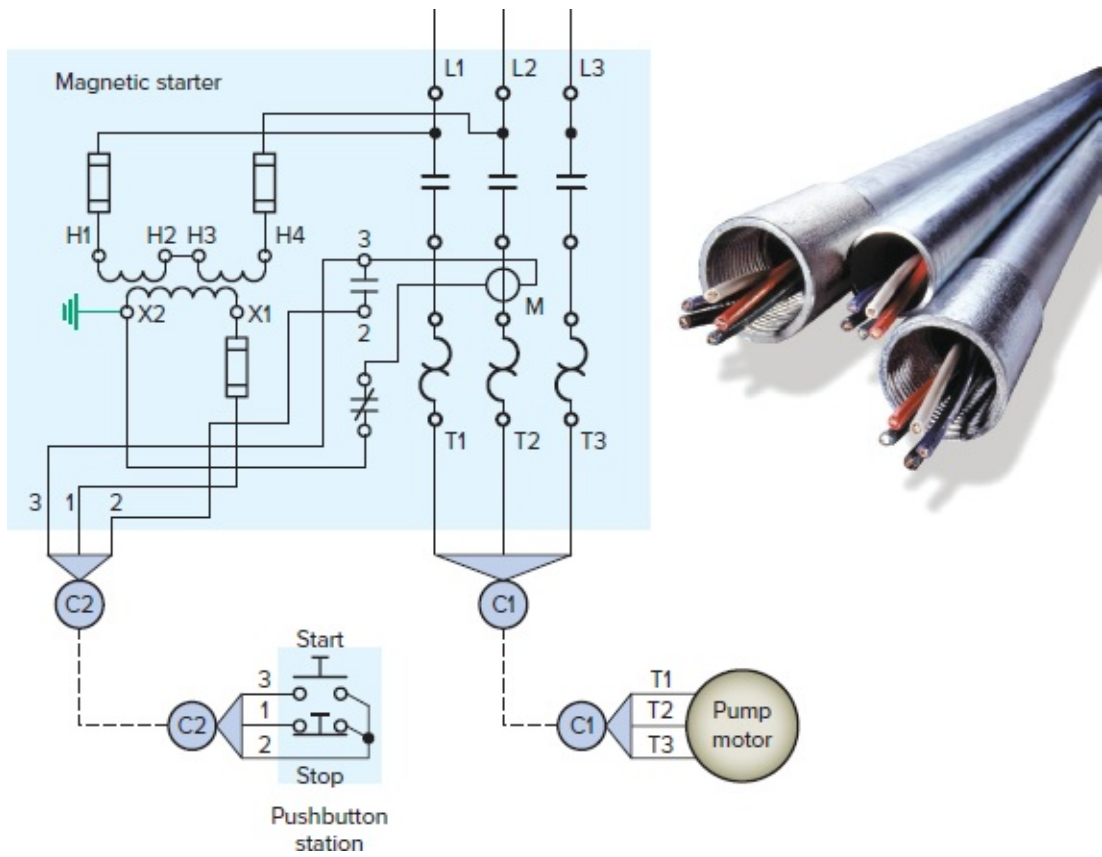 L1 L2 L3
Magnetic starter
H1 H2 H3 H4
3
X2 X1
M
2
T1 T2 T3
3 1 2
C2 C1
Start
3
T1
C2
1
C1
T2
Pump
motor
2
T3
Stop
Pushbutton
station